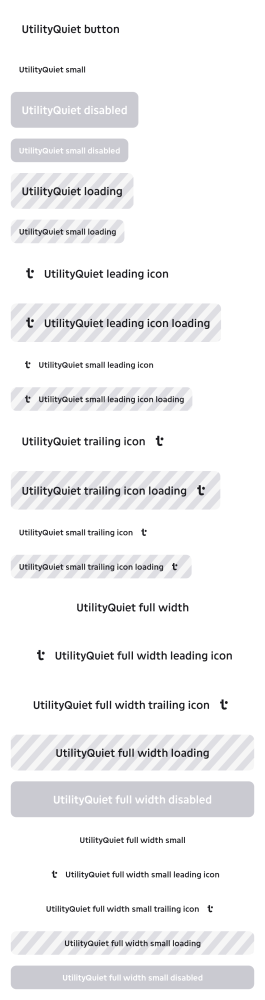 UtilityQuiet button
UtilityQuiet small
UtilityQuiet disabled
UtilityQuiet small disabled
UtilityQuiet loading
UtilityQuiet small loading
UtilityQuiet leading icon
UtilityQuiet leading icon loading
UtilityQuiet small leading icon
UtilityQuiet small leading icon loading
UtilityQuiet trailing icon
UtilityQuiet trailing icon loading
UtilityQuiet small trailing icon
UtilityQuiet small trailing icon loading
UtilityQuiet full width
UtilityQuiet full width leading icon
UtilityQuiet full width trailing icon
UtilityQuiet full width loading
UtilityQuiet full width disabled
UtilityQuiet full width small
UtilityQuiet full width small leading icon
UtilityQuiet full width small trailing icon
UtilityQuiet full width small loading
UtilityQuiet full width small disabled